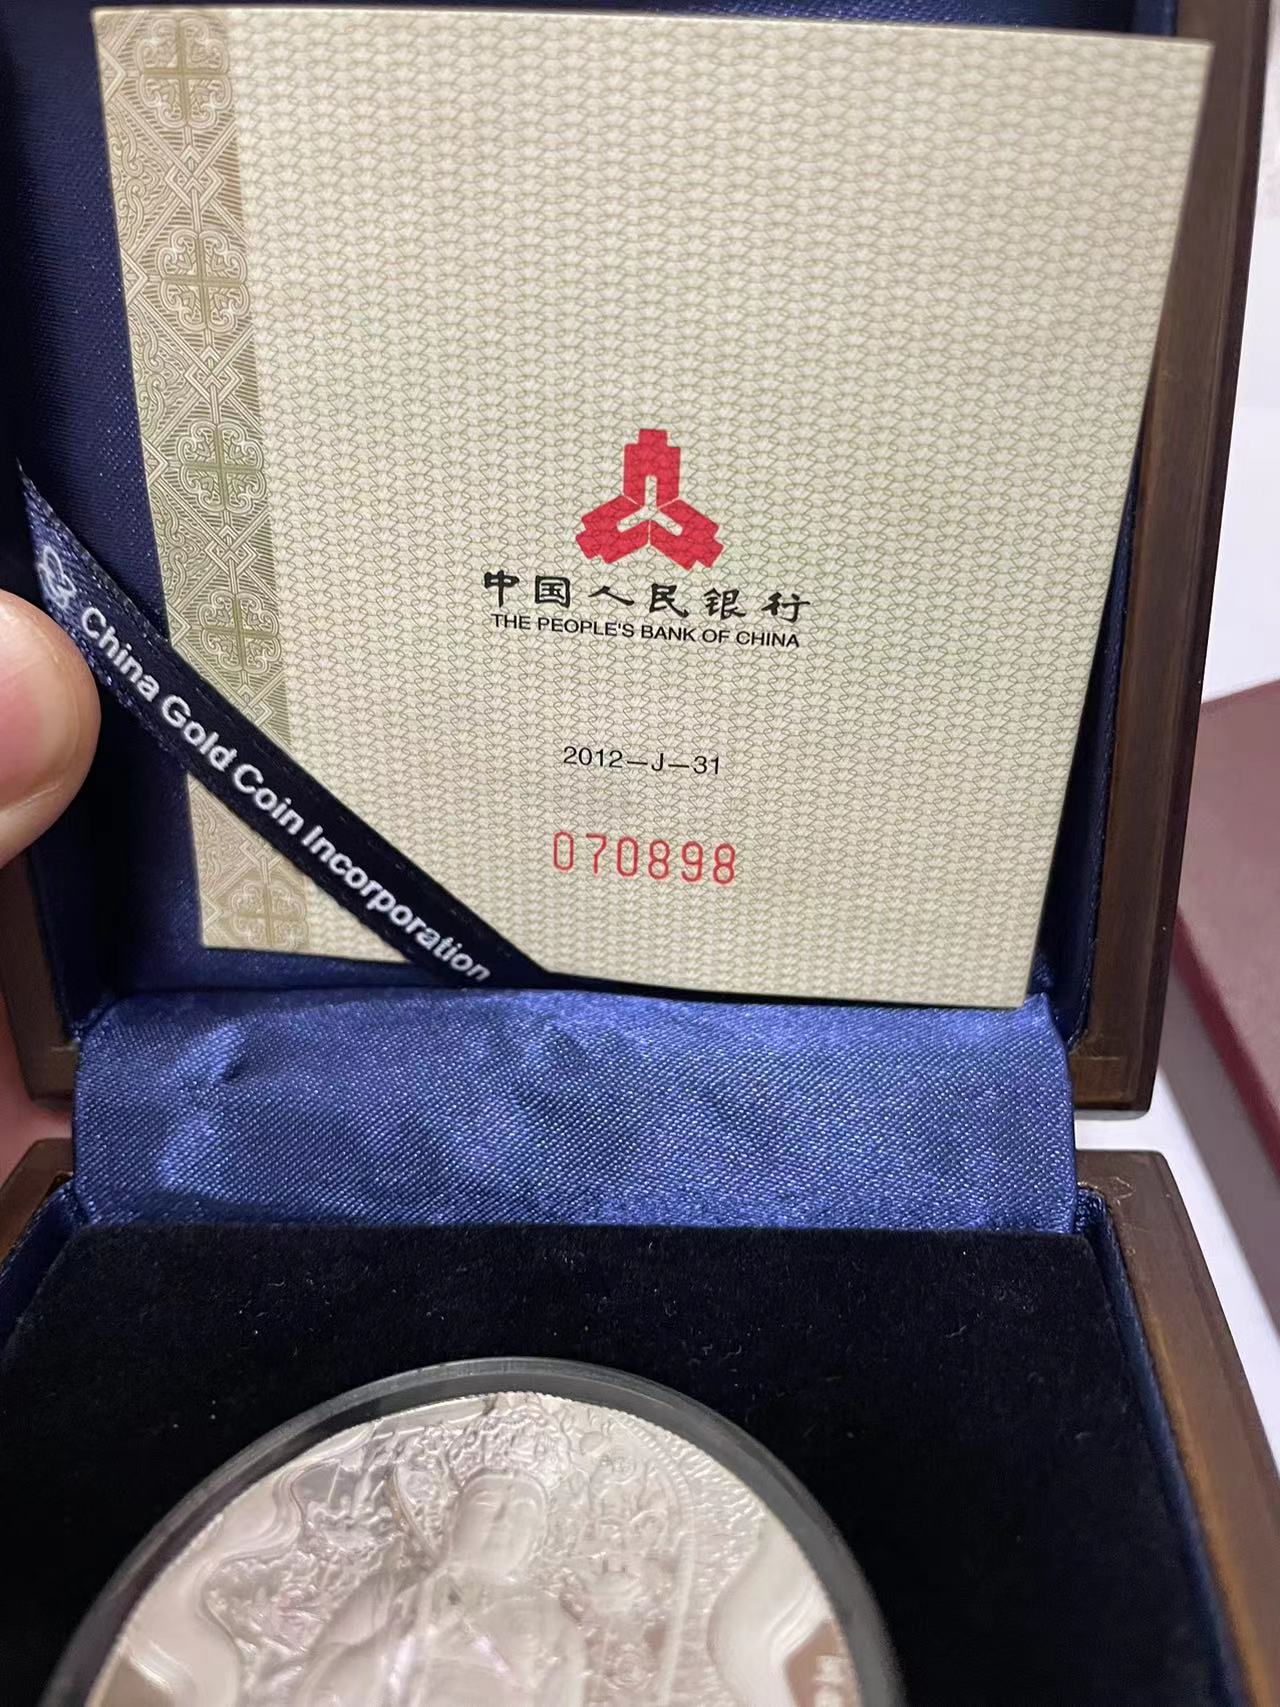 中国人民银行
THE PEOPLE'S BANK OF CHINA
2012—J—31
070898
China Gold Coin Incorporation